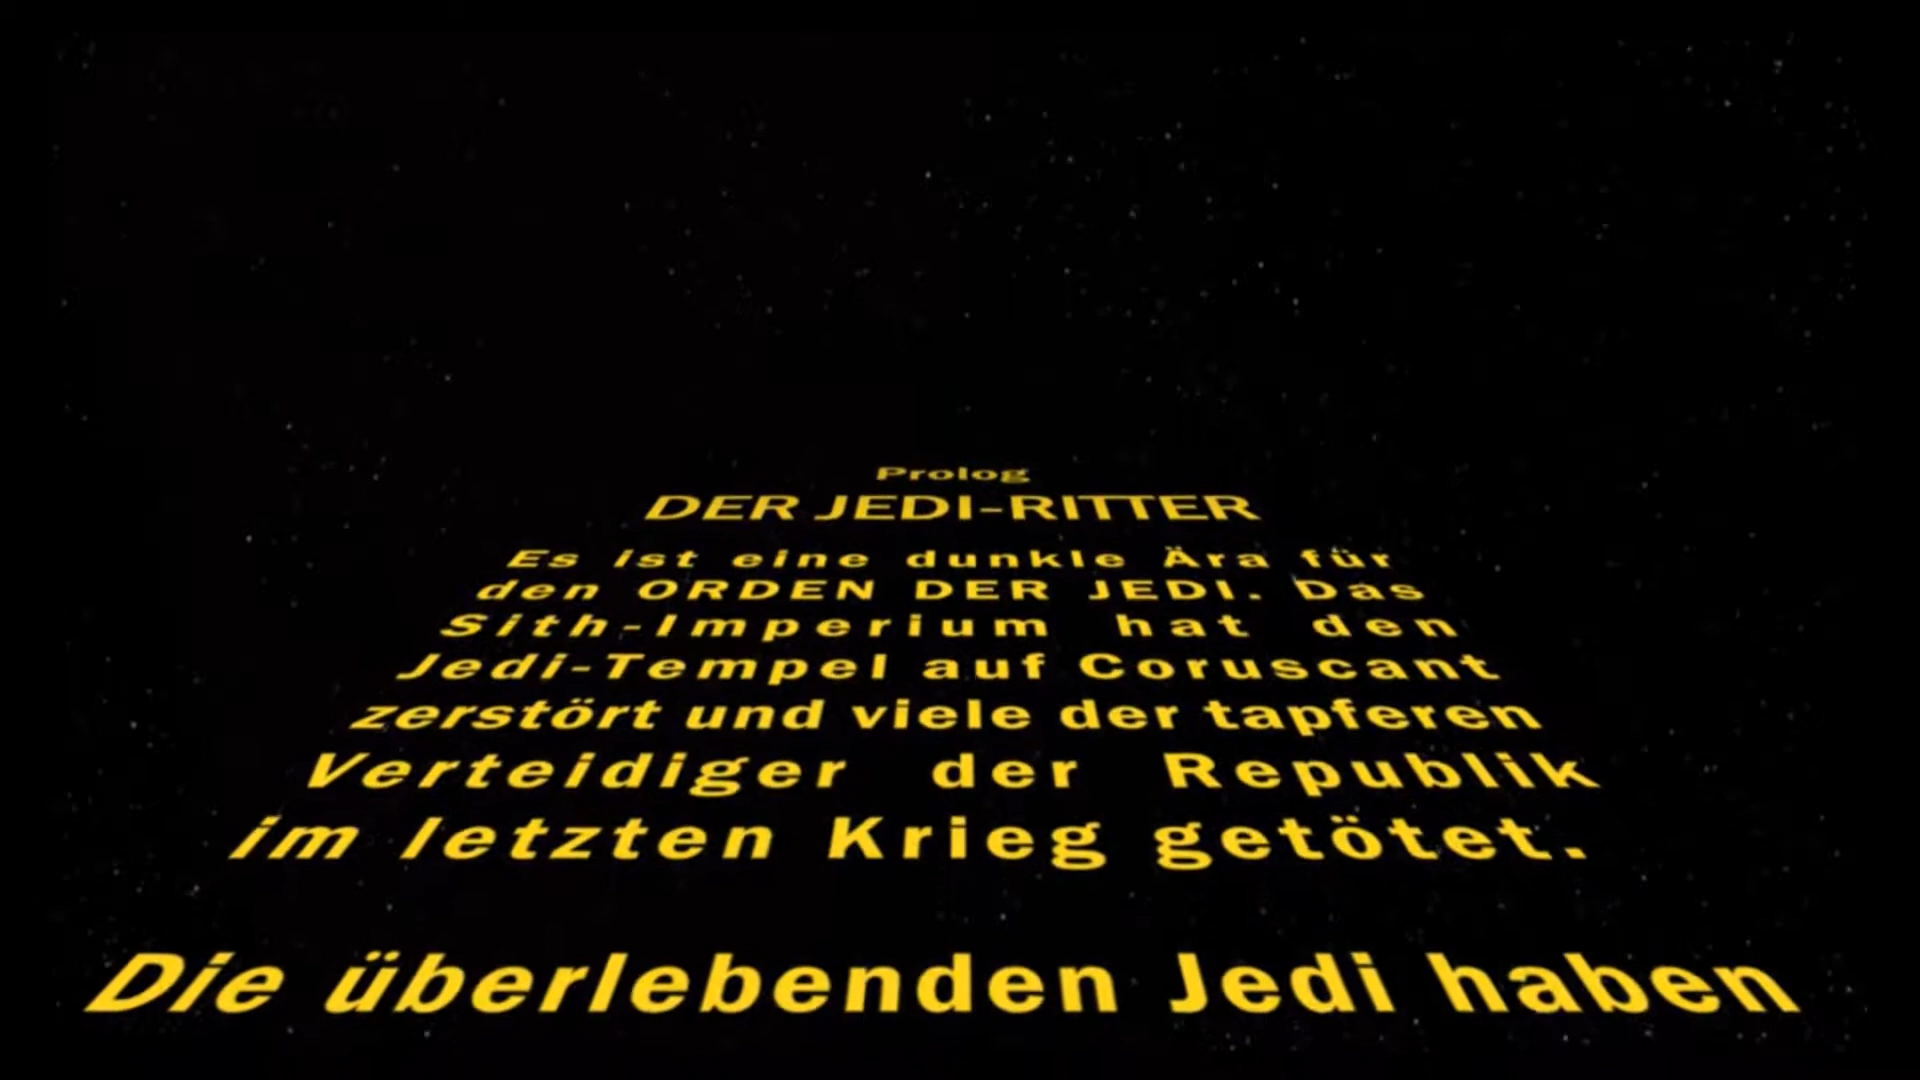 Prolog
DER JEDI-RITTER
Es ist eine dunkle Ära für
den ORDEN DER JEDI. Das
Sith-Imperium hat den
Jedi-Tempel auf Coruscant
zerstört und viele der tapferen
Verteidiger der Republik
im letzten Krieg getötet.
Die überlebenden Jedi haben